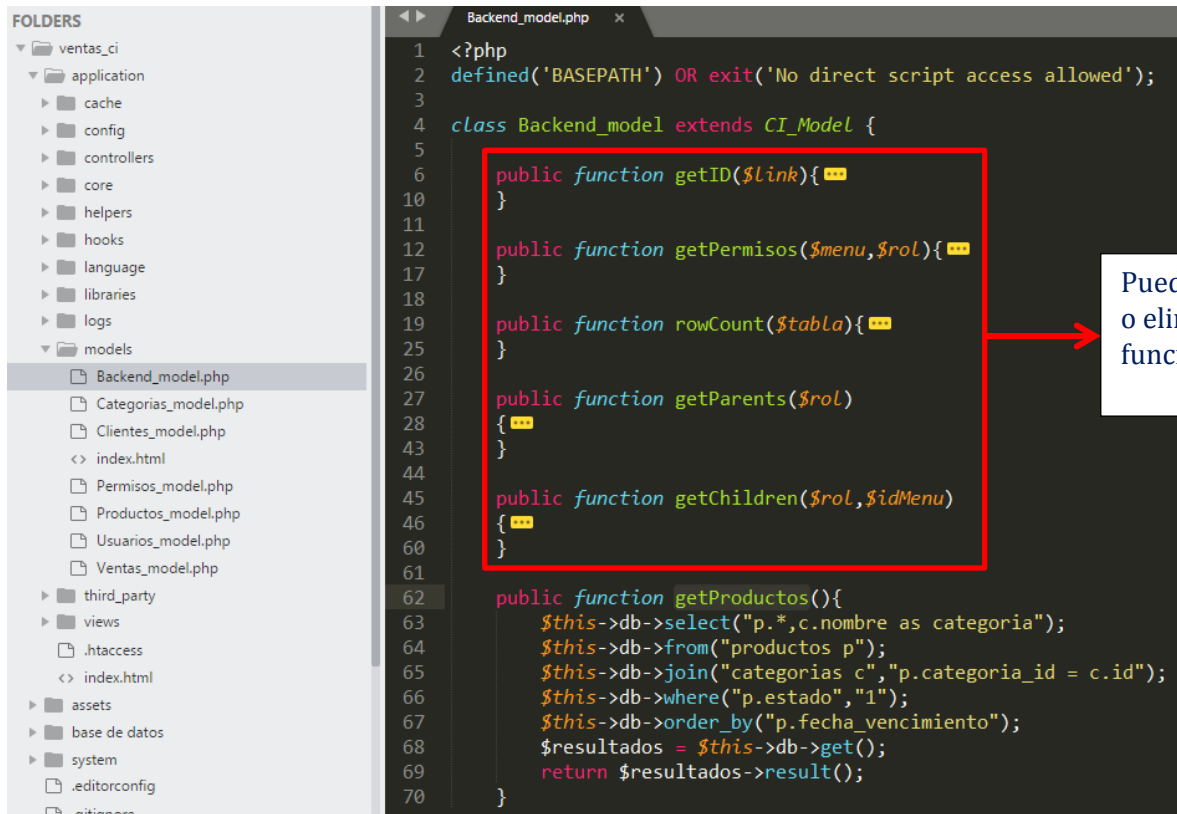 FOLDERS
ventas_ci
application
cache
config
controllers
core
helpers
hooks
language
libraries
logs
models
Backend_model.php
Categorias_model.php
Clientes_model.php
<> index.html
Permisos_model.php
Productos_model.php
Usuarios_model.php
Ventas_model.php
third_party
views
.htaccess
<> index.html
assets
base de datos
system
.editorconfig
.gitignore
Backend_model.php ×
1 <?php
2 defined('BASEPATH') OR exit('No direct script access allowed');
3
4 class Backend_model extends CI_Model {
5
6 public function getID($link){
10 }
11
12 public function getPermisos($menu,$rol){
17 }
18
19 public function rowCount($tabla){
25 }
26
27 public function getParents($rol)
28 {
43 }
44
45 public function getChildren($rol,$idMenu)
46 {
60 }
61
62 public function getProductos(){
63 $this->db->select("p.*,c.nombre as categoria");
64 $this->db->from("productos p");
65 $this->db->join("categorias c","p.categoria_id = c.id");
66 $this->db->where("p.estado","1");
67 $this->db->order_by("p.fecha_vencimiento");
68 $resultados = $this->db->get();
69 return $resultados->result();
70 }
o